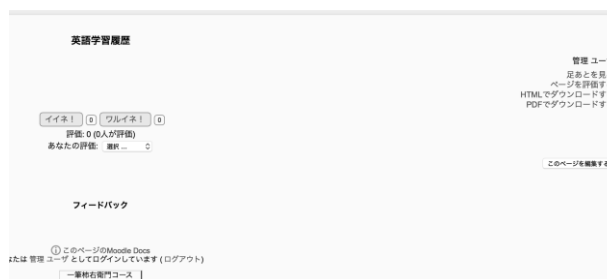 英語学習履歴
管理 ユー
足あとを見
ページを評価す
HTMLでダウンロードす
PDFでダウンロードす
イイネ! 0 ワルイネ! 0
評価: 0 (0人が評価)
あなたの評価: 選択 ...
このページを編集する
フィードバック
このページのMoodle Docs
なたは 管理 ユーザ としてログインしています (ログアウト)
一筆柿右衛門コース